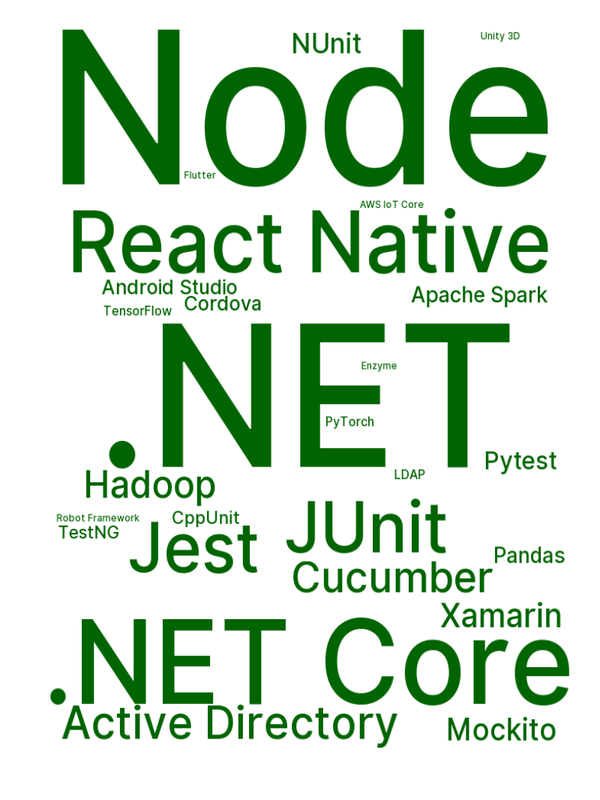 NUnit
Unity 3D
Node
Flutter
AWS IoT Core
React Native
Android Studio
Apache Spark
Cordova
TensorFlow
.NET
Enzyme
PyTorch
Pytest
LDAP
Hadoop
Robot Framework
CppUnit
TestNG
JUnit
Jest
Pandas
Cucumber
Xamarin
.NET Core
Active Directory
Mockito